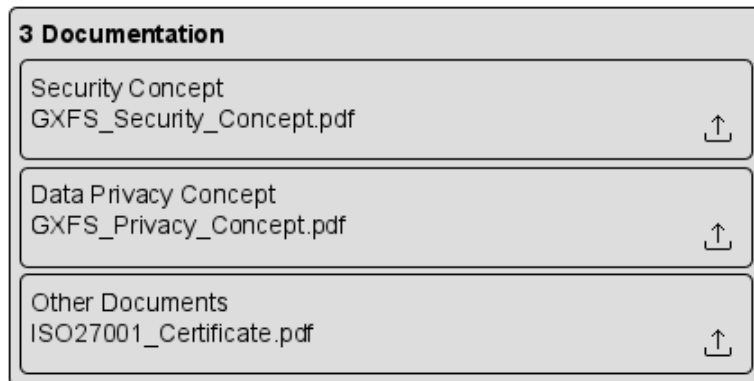 3 Documentation
Security Concept
GXFS_Security_Concept.pdf
Data Privacy Concept
GXFS_Privacy_Concept.pdf
Other Documents
ISO27001_Certificate.pdf